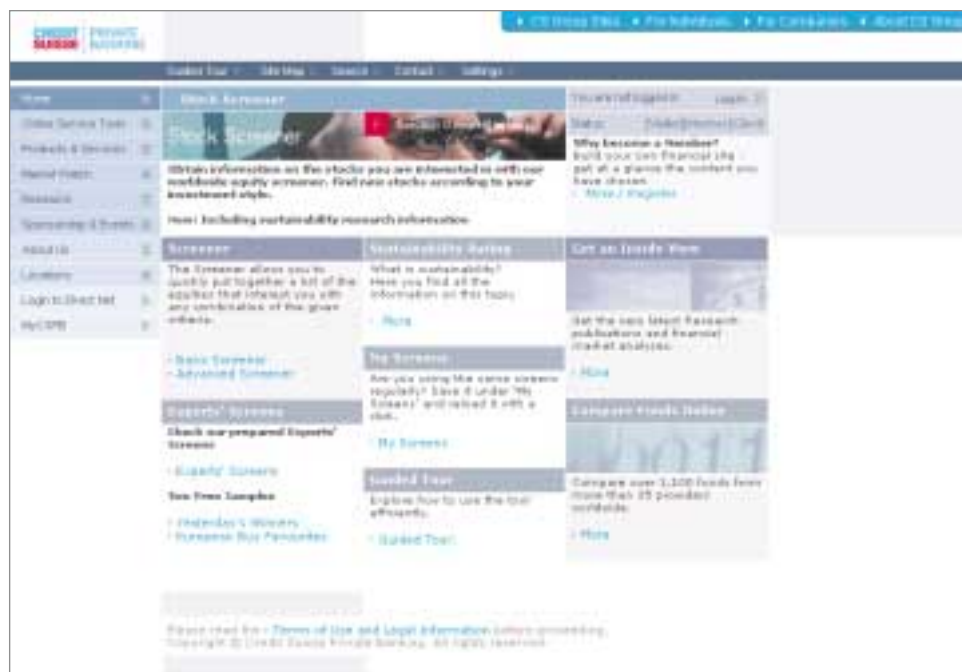 CS Group Sites For Individuals For Companies About CS Group
CREDIT SUISSE PRIVATE BANKING
Guided Tour Site Map Search Contact Settings
Home
Online Service Tools
Products & Services
Market Watch
Research
Sponsorship & Events
About Us
Locations
Login to Direct Net
MyCSPB
Stock Screener
Stock Screener
Obtain information on the stocks you are interested in with our
worldwide equity screener. Find new stocks according to your
investment style.
New: Including sustainability research information
You are not logged in Login
Status:
Why become a Member?
Build your own financial site
get at a glance the content you
have chosen
More / Register
Screener
The Screener allows you to
quickly put together a list of the
equities that interest you with
any combination of the given
criteria.
Basic Screener
Advanced Screener
Experts' Screens
Check our prepared Experts'
Screens
Experts' Screens
Two Free Samples
Yesterday's Winners
Consensus Buy Favourites
Sustainability Rating
What is sustainability?
Here you find all the
information on this topic
More
My Screens
Are you using the same screens
regularly? Save it under 'My
Screens' and reload it with a
click.
My Screens
Guided Tour
Explore how to use the tool
efficiently.
Guided Tour
Get an Inside View
Get the very latest Research
publications and financial
market analyses.
More
Compare Funds Online
Compare over 1,100 funds from
more than 35 providers
worldwide.
More
Please read the Terms of Use and Legal Information before proceeding.
Copyright © Credit Suisse Private Banking. All rights reserved.